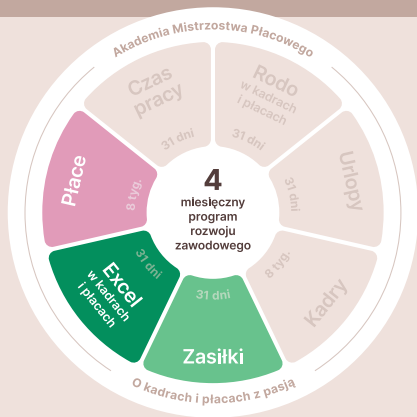 Akademia Mistrzostwa Płacowego
Czas
pracy
31 dni
Rodo
w kadrach
i płacach
31 dni
Urlopy
31 dni
Kadry
8 tyg.
Zasiłki
31 dni
Excel
w kadrach
i płacach
31 dni
Płace
8 tyg.
4
miesięczny
program
rozwoju
zawodowego
O kadrach i płacach z pasją